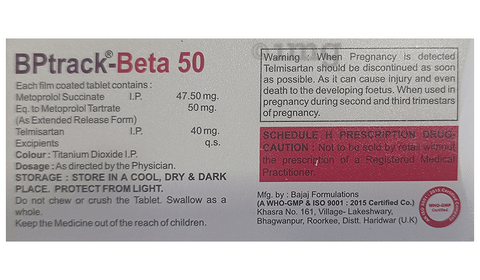 BPtrack®-Beta 50
Each film coated tablet contains :
Metoprolol Succinate I.P. 47.50 mg.
Eq. to Metoprolol Tartrate 50 mg.
(As Extended Release Form)
Telmisartan I.P. 40 mg.
Excipients q.s.
Colour : Titanium Dioxide I.P.
Dosage : As directed by the Physician.
STORAGE : STORE IN A COOL, DRY & DARK
PLACE. PROTECT FROM LIGHT.
Do not chew or crush the Tablet. Swallow as a
whole.
Keep the Medicine out of the reach of children.
Warning : When Pregnancy is detected
Telmisartan should be discontinued as soon
as possible. As it can cause injury and even
death to the developing foetus. When used in
pregnancy during second and third trimestars
of pregnancy.
SCHEDULE H PRESCRIPTION DRUG-
CAUTION : Not to be sold by retail without
the prescription of a Registered Medical
Practitioner.
Mfg. by : Bajaj Formulations
(A WHO-GMP & ISO 9001 : 2015 Certified Co.)
Khasra No. 161, Village- Lakeshwary,
Bhagwanpur, Roorkee, Distt. Haridwar (U.K)
WHO-GMP
Certified